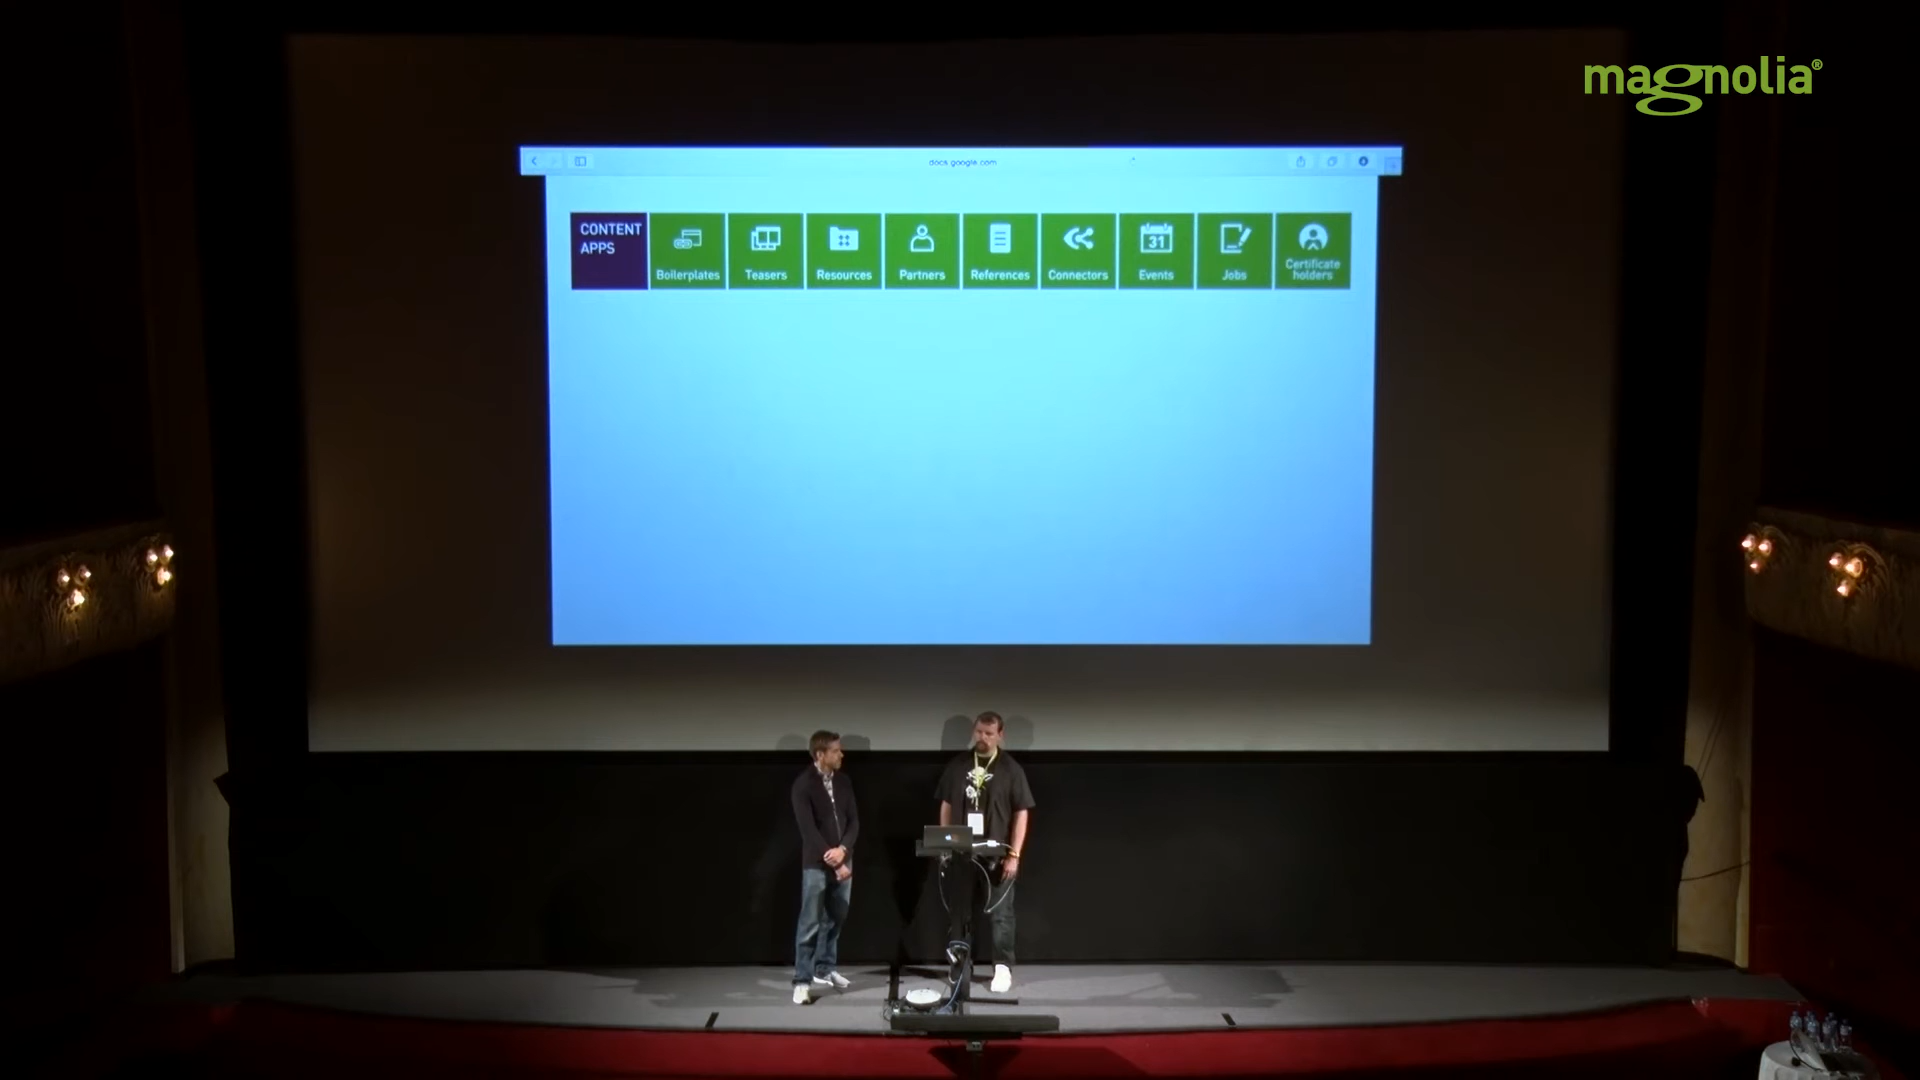 magnolia®
docs.google.com
CONTENT
APPS
Boilerplates
Teasers
Resources
Partners
References
Connectors
31
Events
Jobs
Certificate
holders